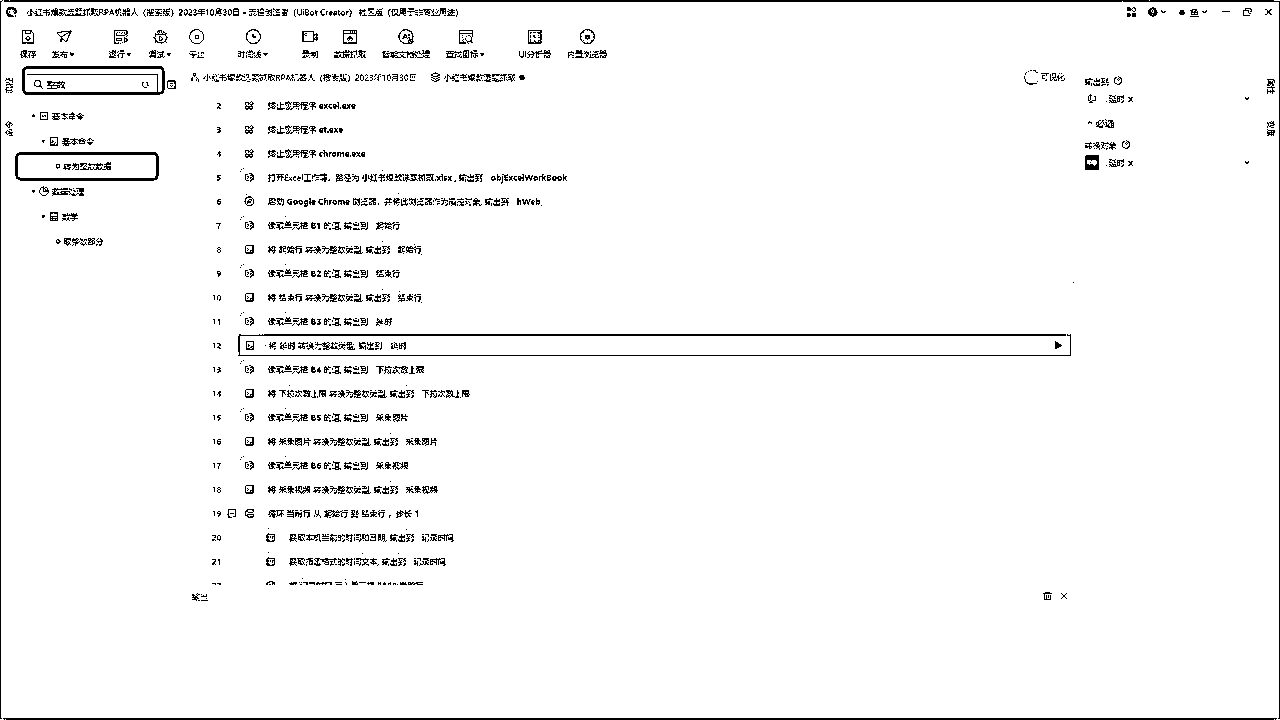 小红书爆款选题抓取RPA机器人（搜索版）2023年10月30日 - 流程创造者（UiBot Creator）社区版（仅用于非商业用途）
保存 发布 运行 调试 停止 时间线 录制 数据抓取 智能文档处理 查找图标 UI分析器 内置浏览器
整数
小红书爆款选题抓取RPA机器人（搜索版）2023年10月30日 小红书爆款选题抓取
可视化
基本命令
基本命令
转为整数数据
数据处理
数学
取整数部分
2 终止应用程序 excel.exe
3 终止应用程序 et.exe
4 终止应用程序 chrome.exe
5 打开Excel工作簿，路径为 小红书爆款选题抓取.xlsx，输出到 objExcelWorkBook
6 启动 Google Chrome 浏览器，并将此浏览器作为操控对象, 输出到 hWeb
7 读取单元格 B1 的值, 输出到 起始行
8 将 起始行 转换为整数类型, 输出到 起始行
9 读取单元格 B2 的值, 输出到 结束行
10 将 结束行 转换为整数类型, 输出到 结束行
11 读取单元格 B3 的值, 输出到 延时
12 将 延时 转换为整数类型, 输出到 延时
13 读取单元格 B4 的值, 输出到 下拉次数上限
14 将 下拉次数上限 转换为整数类型, 输出到 下拉次数上限
15 读取单元格 B5 的值, 输出到 采集图片
16 将 采集图片 转换为整数类型, 输出到 采集图片
17 读取单元格 B6 的值, 输出到 采集视频
18 将 采集视频 转换为整数类型, 输出到 采集视频
19 循环 当前行 从 起始行 到 结束行，步长 1
20 获取本机当前的时间和日期, 输出到 记录时间
21 获取指定格式的时间文本, 输出到 记录时间
输出
输出到
延时 x
必选
转换对象
延时 x
属性
变量
命令